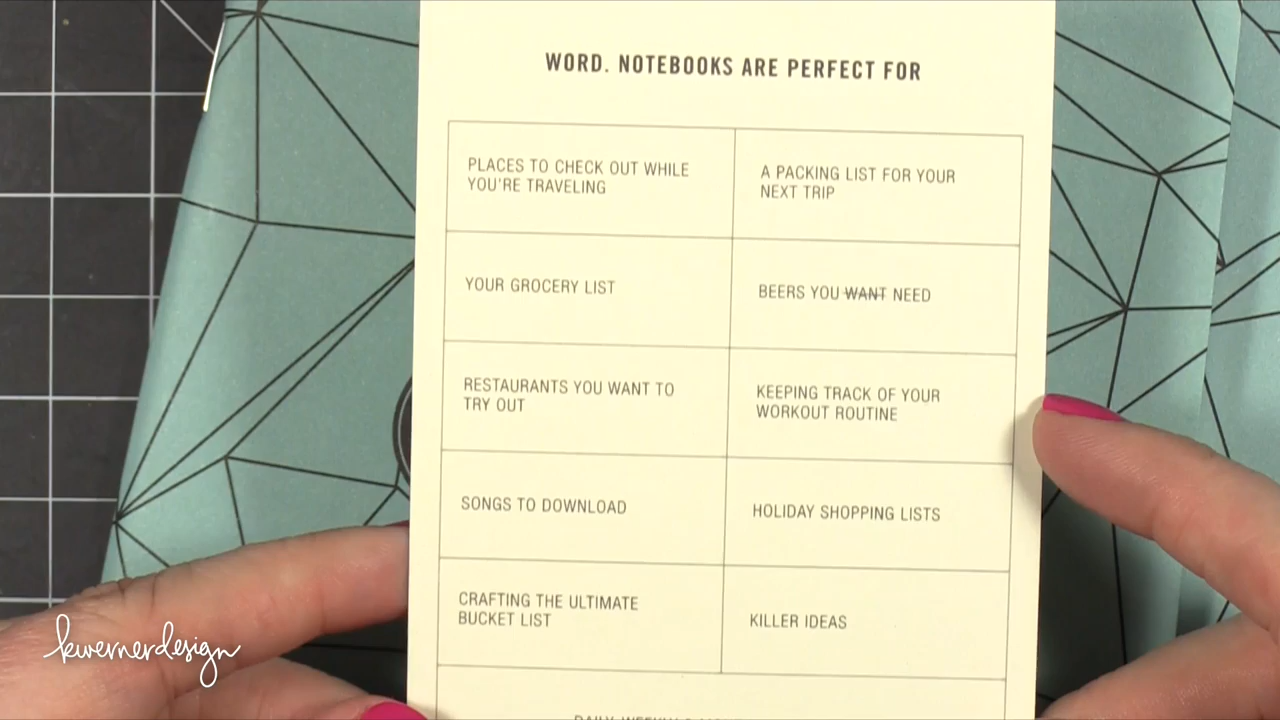 WORD. NOTEBOOKS ARE PERFECT FOR
PLACES TO CHECK OUT WHILE
YOU'RE TRAVELING
A PACKING LIST FOR YOUR
NEXT TRIP
YOUR GROCERY LIST
BEERS YOU WANT NEED
RESTAURANTS YOU WANT TO
TRY OUT
KEEPING TRACK OF YOUR
WORKOUT ROUTINE
SONGS TO DOWNLOAD
HOLIDAY SHOPPING LISTS
CRAFTING THE ULTIMATE
BUCKET LIST
KILLER IDEAS
kwernerdesign